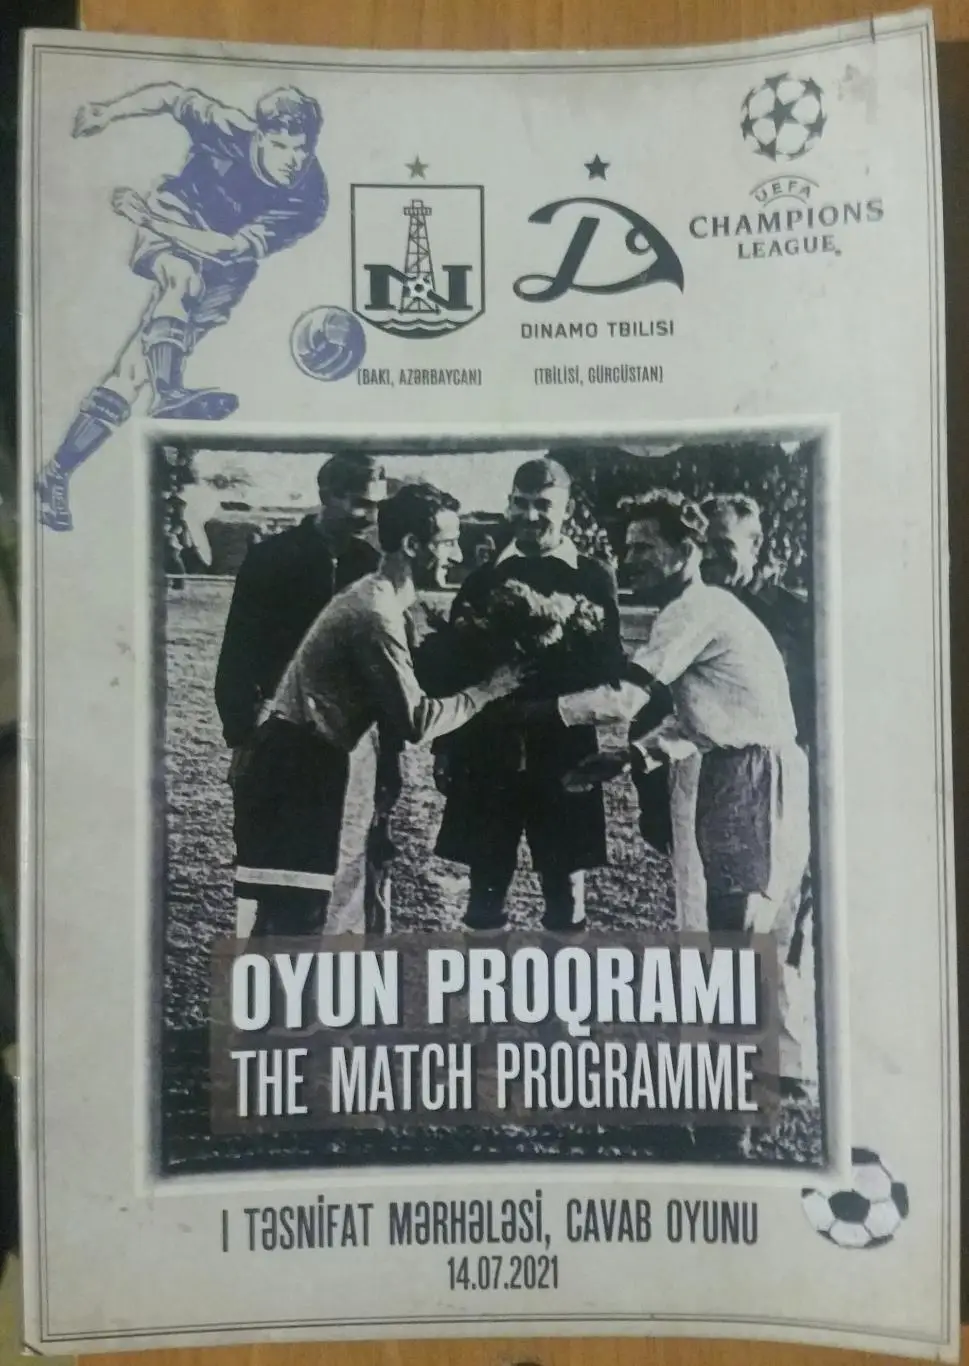 UEFA
CHAMPIONS
LEAGUE®
N
D
DINAMO TBILISI
(BAKI, AZƏRBAYCAN)
(TBILISI, GÜRCÜSTAN)
OYUN PROQRAMI
THE MATCH PROGRAMME
I TƏSNİFAT MƏRHƏLƏSİ, CAVAB OYUNU
14.07.2021